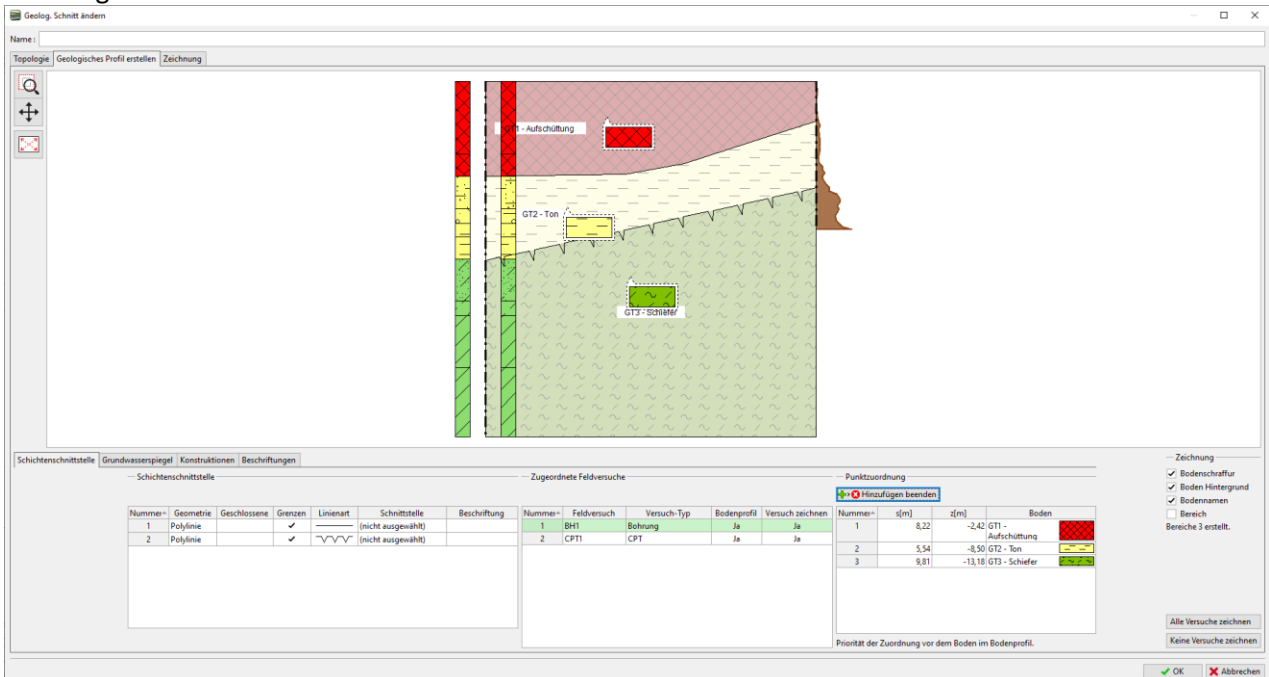 Geolog. Schnitt ändern
Name :
Topologie Geologisches Profil erstellen Zeichnung
GT1 - Aufschüttung
GT2 - Ton
GT3 - Schiefer
Schichtenschnittstelle Grundwasserspiegel Konstruktionen Beschriftungen
Schichtenschnittstelle
Nummer Geometrie Geschlossene Grenzen Linienart Schnittstelle Beschriftung
1 Polylinie (nicht ausgewählt)
2 Polylinie (nicht ausgewählt)
Zugeordnete Feldversuche
Nummer Feldversuch Versuch-Typ Bodenprofil Versuch zeichnen
1 BH1 Bohrung Ja Ja
2 CPT1 CPT Ja Ja
Punktzuordnung
Hinzufügen beenden
Nummer s[m] z[m] Boden
1 8,22 -2,42 GT1 -
Aufschüttung
2 5,54 -8,50 GT2 - Ton
3 9,81 -13,18 GT3 - Schiefer
Priorität der Zuordnung vor dem Boden im Bodenprofil.
Zeichnung
Bodenschraffur
Boden Hintergrund
Bodennamen
Bereich
Bereiche 3 erstellt.
Alle Versuche zeichnen
Keine Versuche zeichnen
OK Abbrechen